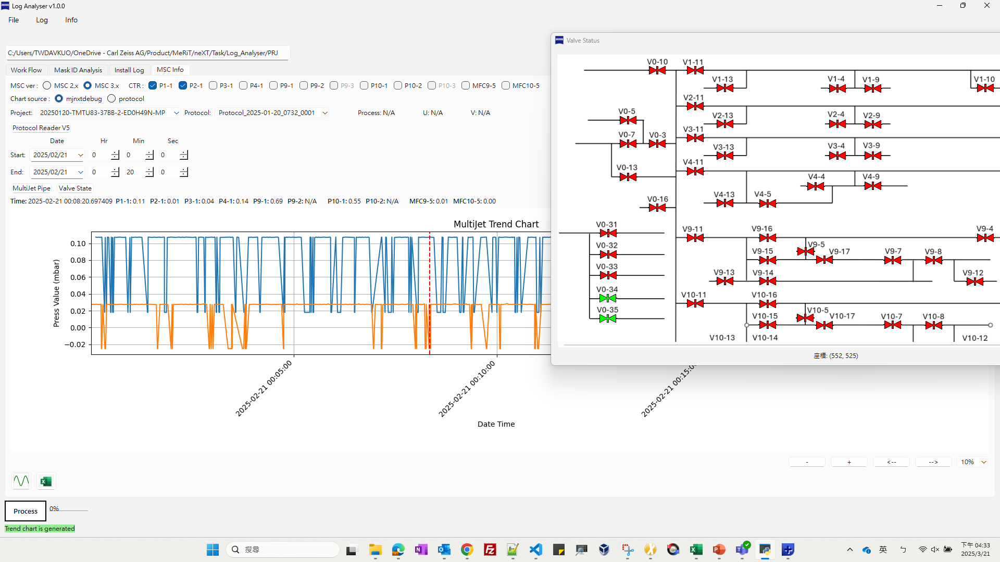 Log Analyser v1.0.0
File Log Info
C:/Users/TWDAVKUO/OneDrive - Carl Zeiss AG/Product/MeRiT/neXT/Task/Log_Analyser/PRJ
Work Flow Mask ID Analysis Install Log MSC Info
MSC ver : MSC 2.x MSC 3.x CTR : P1-1 P2-1 P3-1 P4-1 P9-1 P9-2 P9-3 P10-1 P10-2 P10-3 MFC9-5 MFC10-5
Chart source : mjnxtdebug protocol
Project: 20250120-TMTU83-37BB-2-ED0H49N-MP Protocol: Protocol_2025-01-20_0732_0001 Process: N/A U: N/A V: N/A
Protocol Reader V5
Date Hr Min Sec
Start: 2025/02/21 0 0 0
End: 2025/02/21 0 20 0
MultiJet Pipe Valve State
Time: 2025-02-21 00:08:20.697409 P1-1: 0.11 P2-1: 0.01 P3-1: 0.04 P4-1: 0.14 P9-1: 0.69 P9-2: N/A P10-1: 0.55 P10-2: N/A MFC9-5: 0.01 MFC10-5: 0.00
MultiJet Trend Chart
Press Value (mbar)
0.10
0.08
0.06
0.04
0.02
0.00
−0.02
2025-02-21 00:05:00
2025-02-21 00:10:00
2025-02-21 00:15:0
Date Time
ZEISS Valve Status
V0-10 V1-11
V1-13 V1-4 V1-9 V1-10
V2-11
V0-5 V2-13 V2-4 V2-9
V0-7 V0-3 V3-11
V3-13 V3-4 V3-9
V0-13 V4-11
V4-4 V4-9
V0-16 V4-13 V4-5
V0-31 V9-11 V9-16 V9-4
V0-32 V9-15 V9-5 V9-17 V9-7 V9-8
V0-33 V9-13 V9-14 V9-12
V0-34 V10-11 V10-16
V0-35 V10-15 V10-5 V10-17 V10-7 V10-8
V10-13 V10-14 V10-12
座標: (552, 525)
- + <-- --> 10%
Process 0%
Trend chart is generated
搜尋
英 ㄅ
下午 04:33
2025/3/21